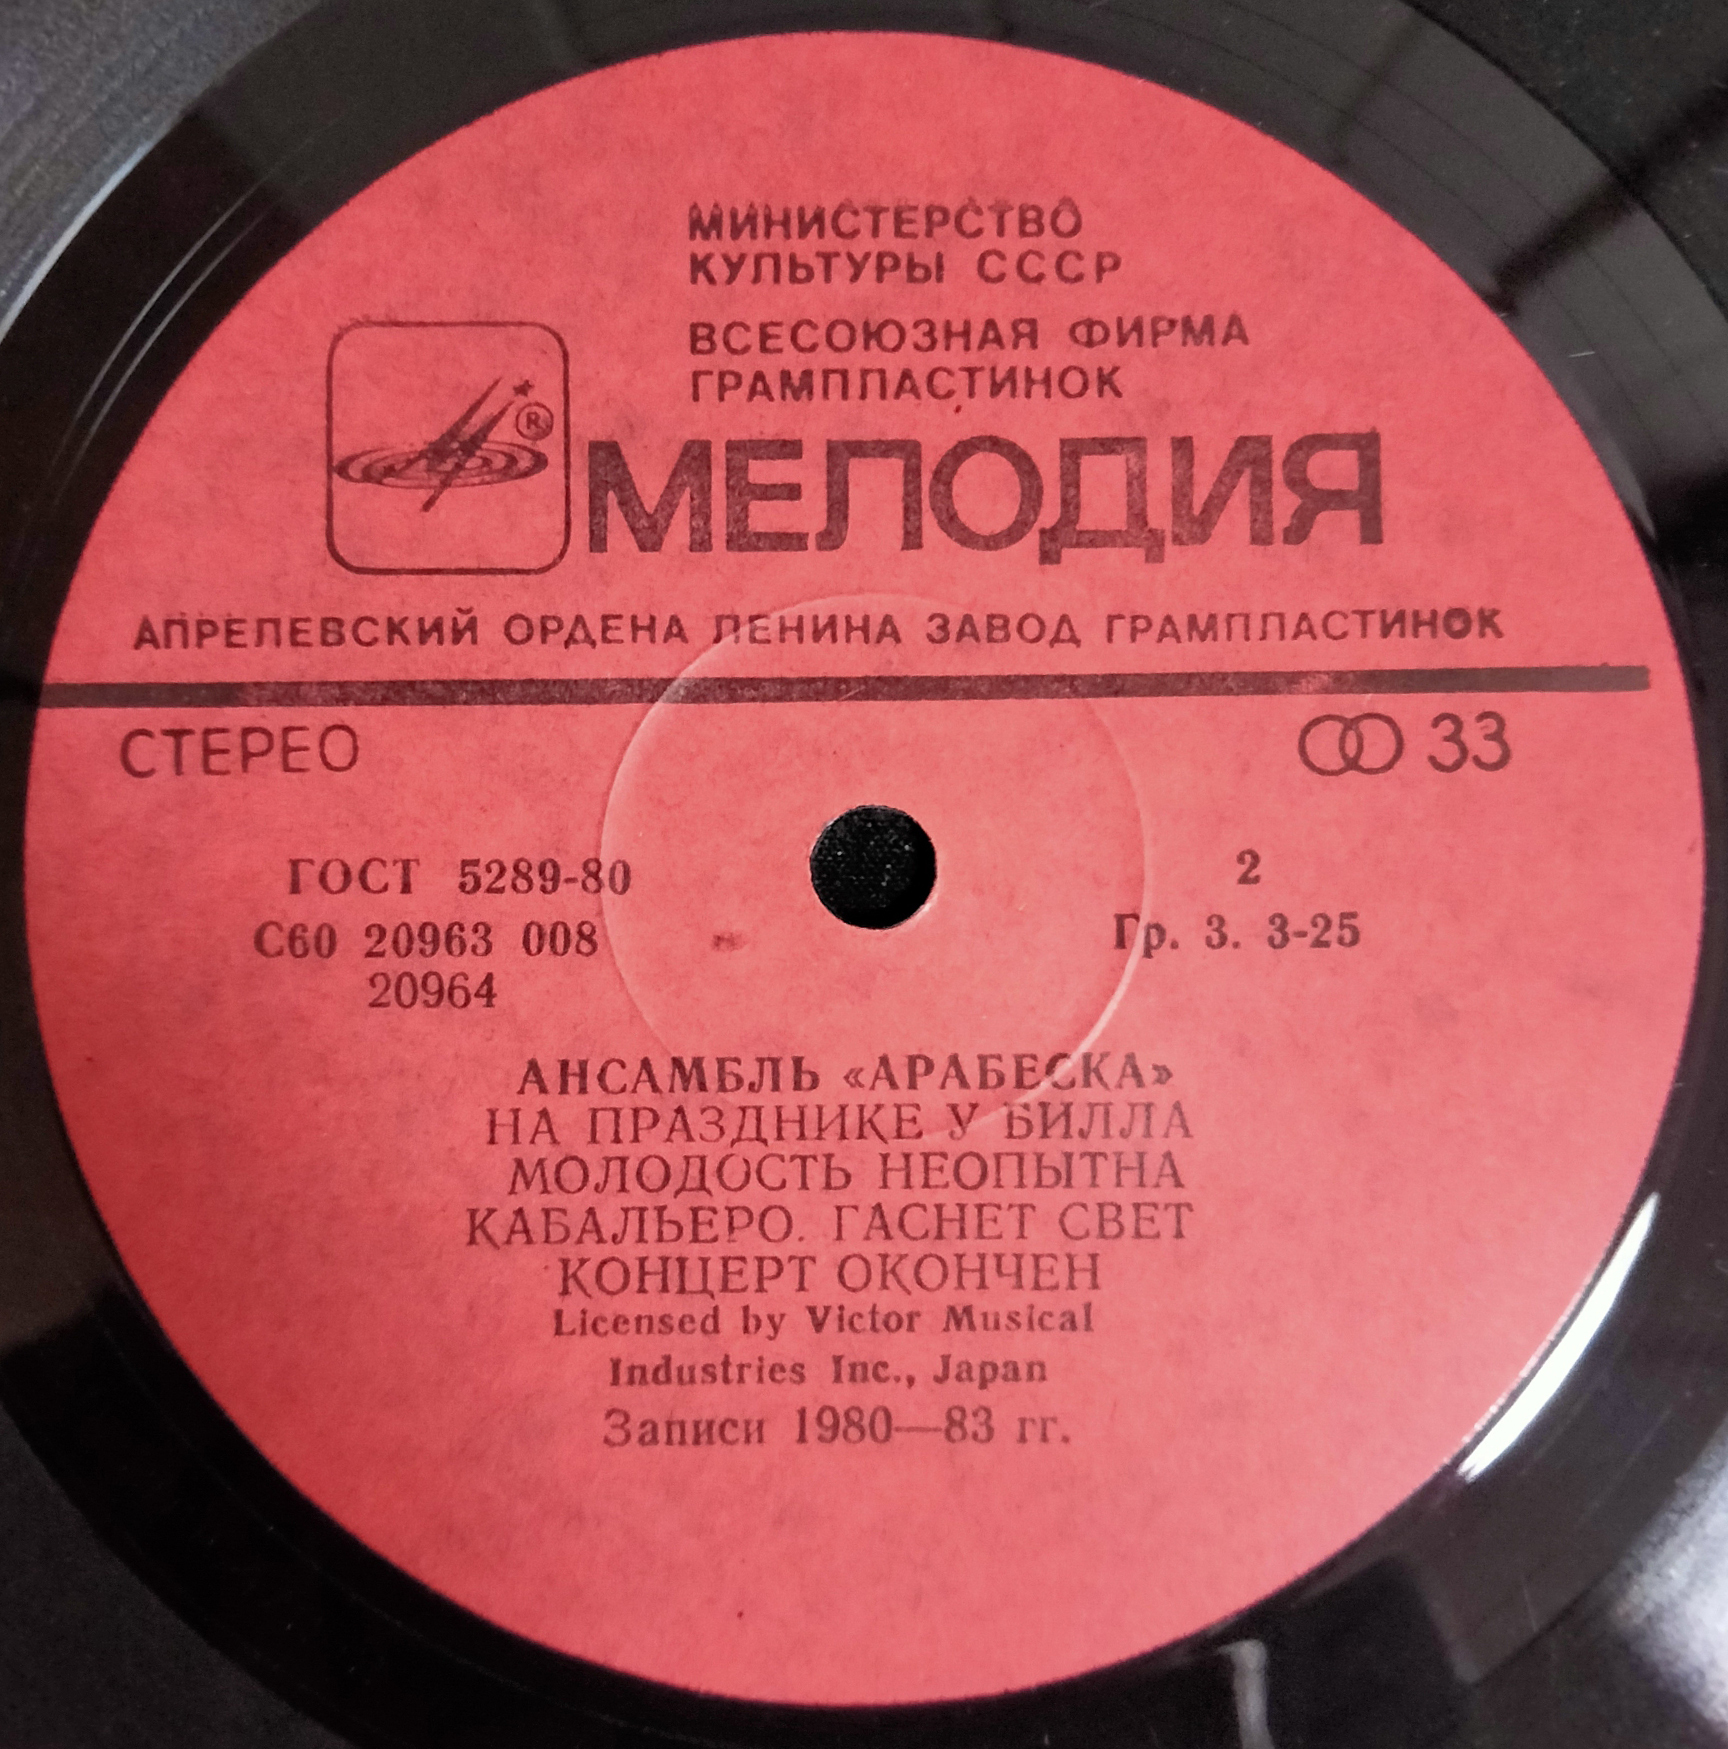 МИНИСТЕРСТВО
КУЛЬТУРЫ СССР
ВСЕСОЮЗНАЯ ФИРМА
ГРАМПЛАСТИНОК
®
МЕЛОДИЯ
АПРЕЛЕВСКИЙ ОРДЕНА ЛЕНИНА ЗАВОД ГРАМПЛАСТИНОК
СТЕРЕО 33
ГОСТ 5289-80 2
С60 20963 008 Гр. 3. 3-25
20964
АНСАМБЛЬ «АРАБЕСКА»
НА ПРАЗДНИКЕ У БИЛЛА
МОЛОДОСТЬ НЕОПЫТНА
КАБАЛЬЕРО. ГАСНЕТ СВЕТ
КОНЦЕРТ ОКОНЧЕН
Licensed by Victor Musical
Industries Inc., Japan
Записи 1980—83 гг.